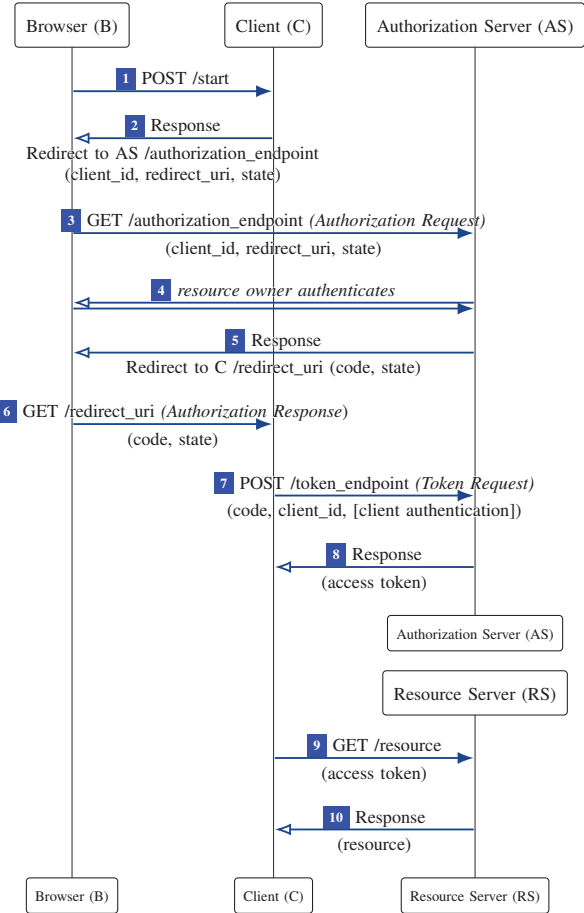 Browser (B) Client (C) Authorization Server (AS)
1 POST /start
2 Response
Redirect to AS /authorization_endpoint
(client_id, redirect_uri, state)
3 GET /authorization_endpoint (Authorization Request)
(client_id, redirect_uri, state)
4 resource owner authenticates
5 Response
Redirect to C /redirect_uri (code, state)
6 GET /redirect_uri (Authorization Response)
(code, state)
7 POST /token_endpoint (Token Request)
(code, client_id, [client authentication])
8 Response
(access token)
Authorization Server (AS)
Resource Server (RS)
9 GET /resource
(access token)
10 Response
(resource)
Browser (B) Client (C) Resource Server (RS)